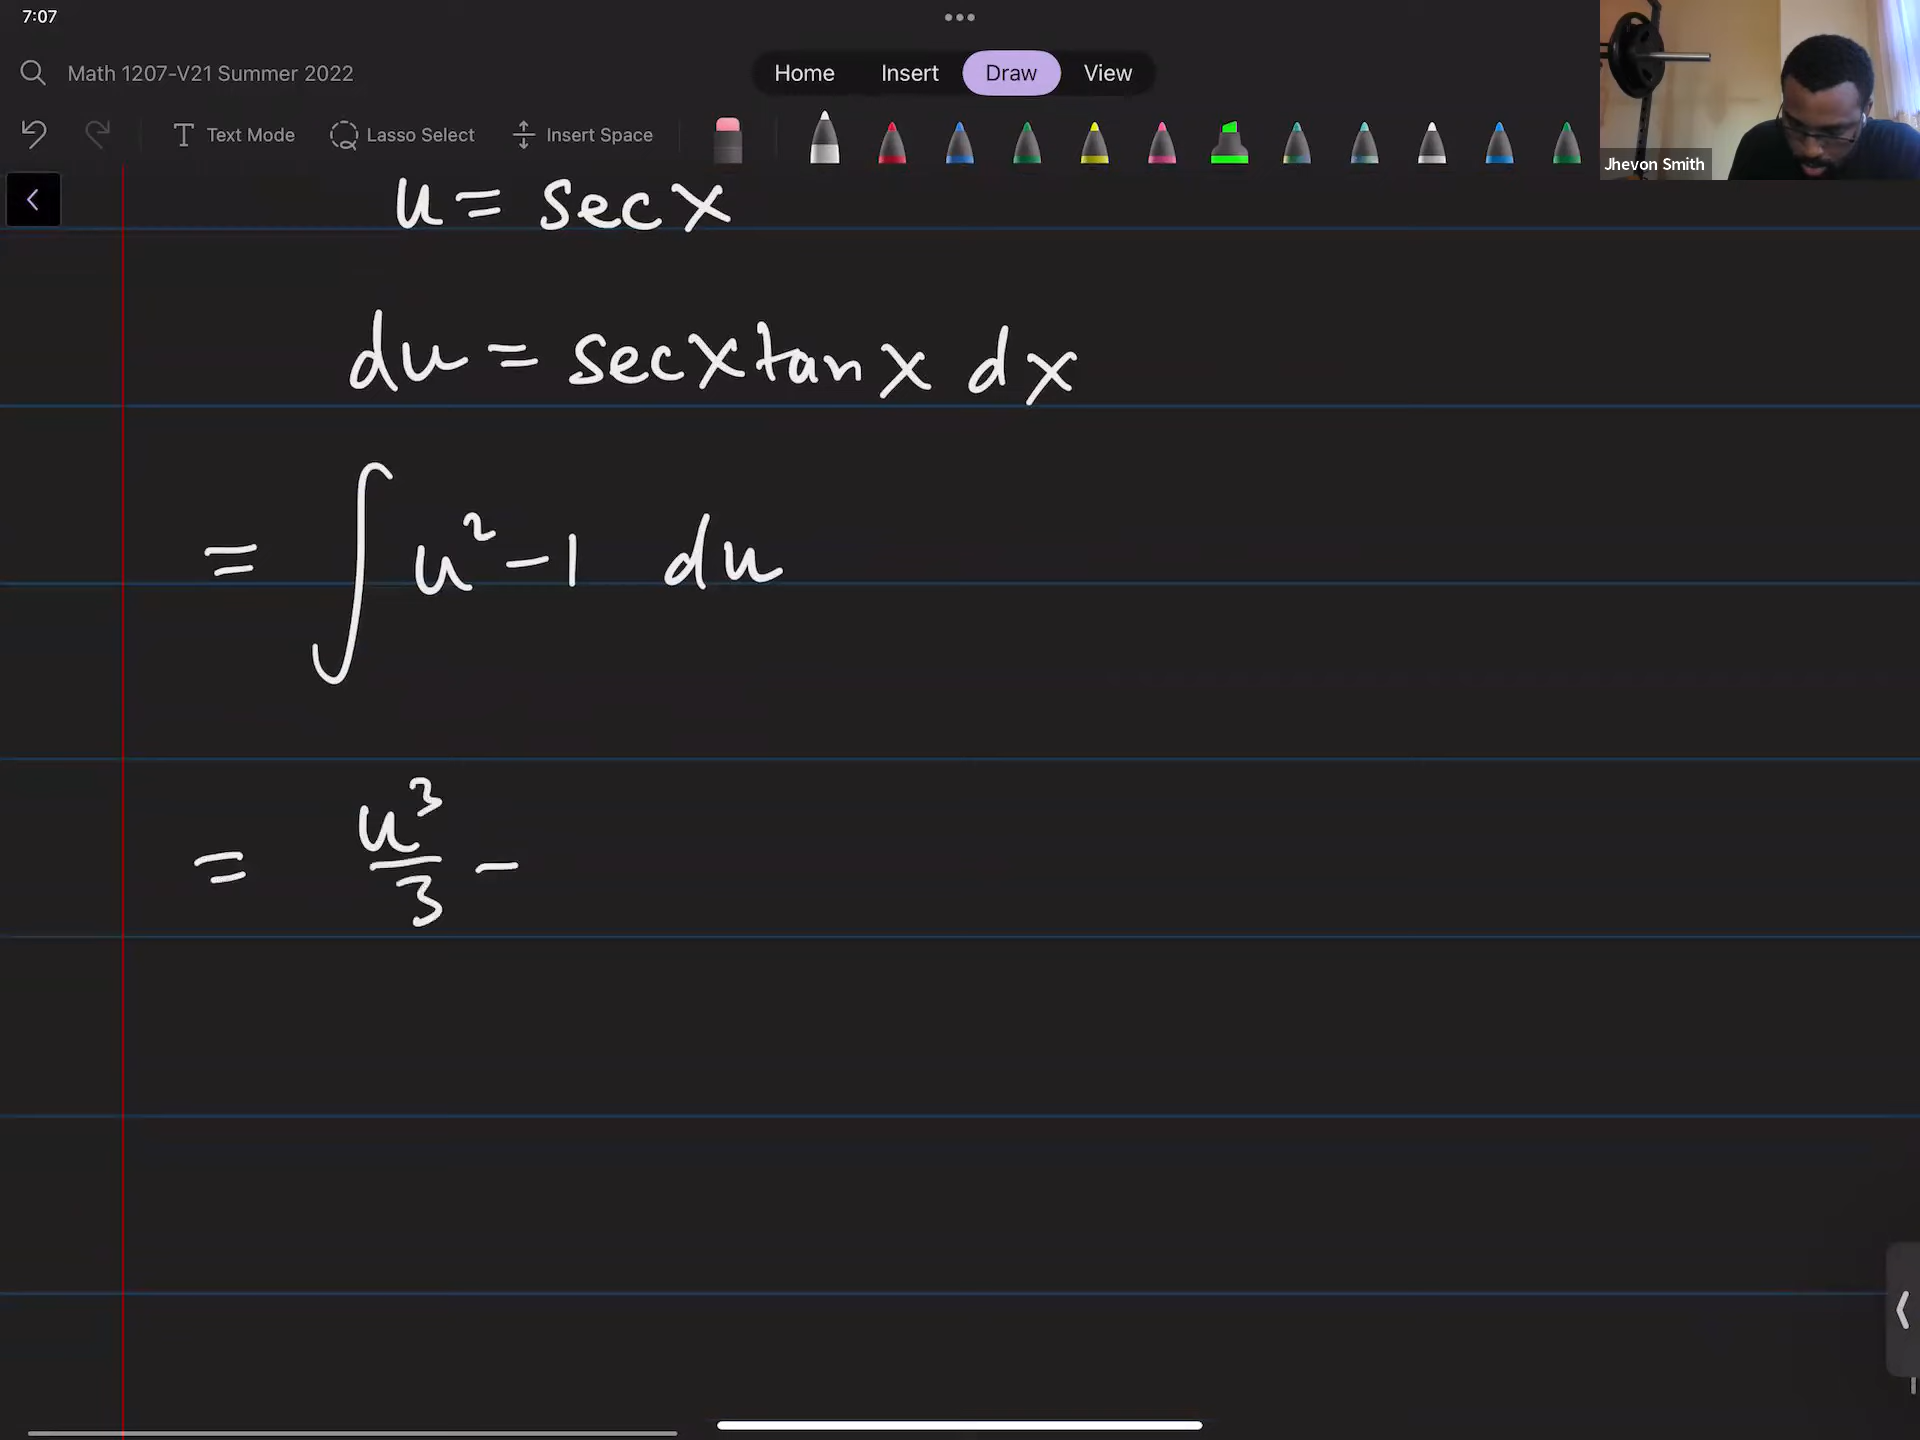 7:07
Math 1207-V21 Summer 2022
Home Insert Draw View
Text Mode Lasso Select Insert Space
Jhevon Smith
u = sec x
du = sec x tan x dx
= ∫ u² - 1 du
= u³/3 -